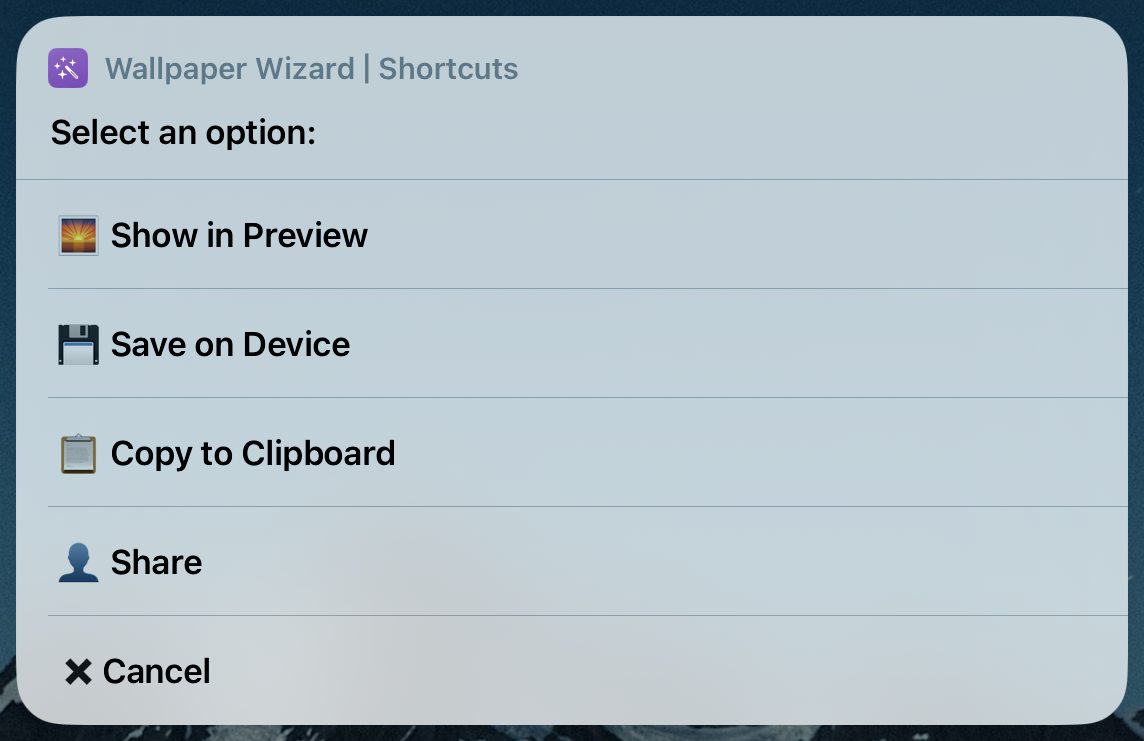 Wallpaper Wizard | Shortcuts
Select an option:
Show in Preview
Save on Device
Copy to Clipboard
Share
Cancel